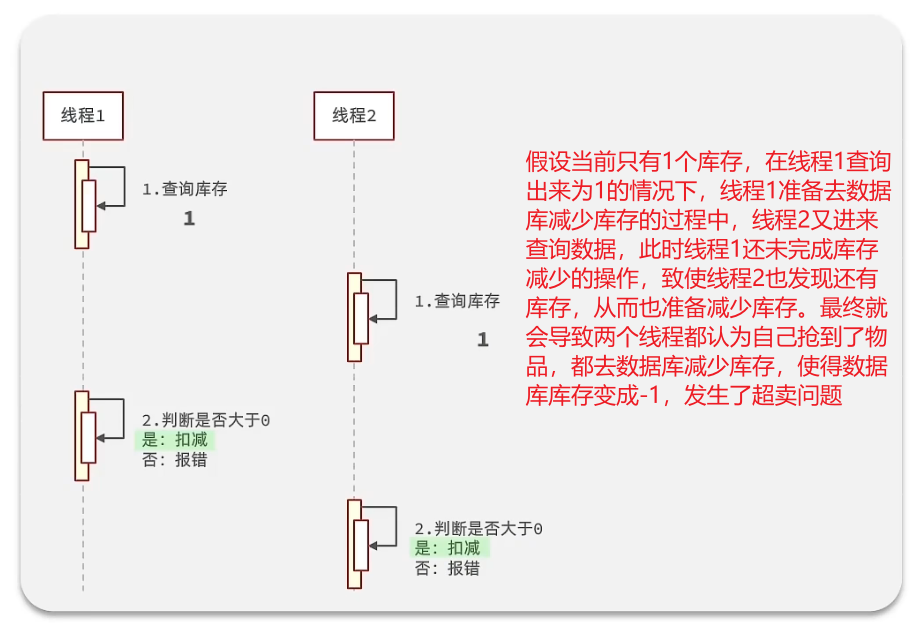 线程1
线程2
1.查询库存
1
1.查询库存
1
2.判断是否大于0
是：扣减
否：报错
2.判断是否大于0
是：扣减
否：报错
假设当前只有1个库存，在线程1查询
出来为1的情况下，线程1准备去数据
库减少库存的过程中，线程2又进来
查询数据，此时线程1还未完成库存
减少的操作，致使线程2也发现还有
库存，从而也准备减少库存。最终就
会导致两个线程都认为自己抢到了物
品，都去数据库减少库存，使得数据
库库存变成-1，发生了超卖问题